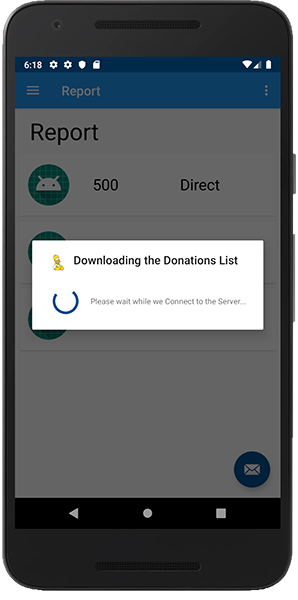 6:18
Report
Report
500 Direct
Downloading the Donations List
Please wait while we Connect to the Server...